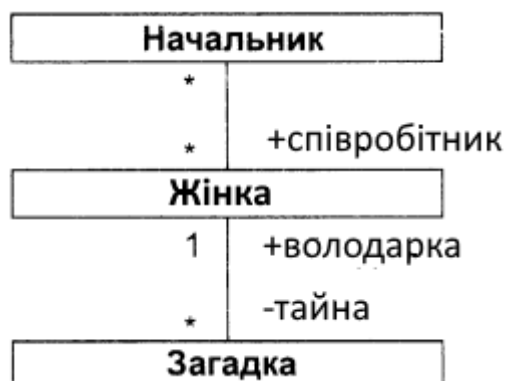 Начальник
*
* +співробітник
Жінка
1 +володарка
-тайна
*
Загадка